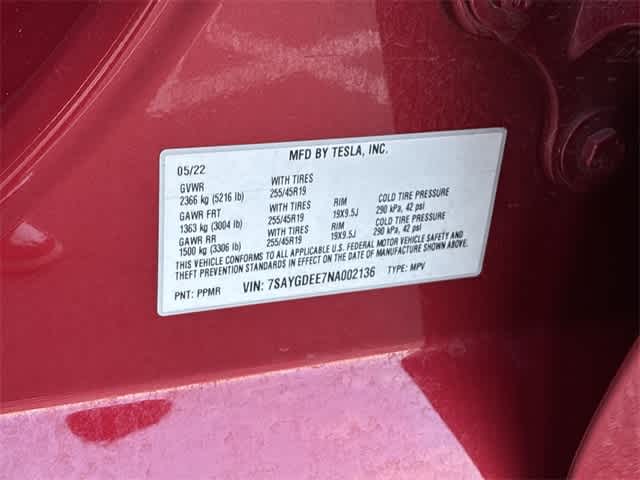 MFD BY TESLA, INC.
05/22
GVWR WITH TIRES
2366 kg (5216 lb) 255/45R19
GAWR FRT WITH TIRES RIM COLD TIRE PRESSURE
1363 kg (3004 lb) 255/45R19 19X9.5J 290 kPa, 42 psi
GAWR RR WITH TIRES RIM COLD TIRE PRESSURE
1500 kg (3306 lb) 255/45R19 19X9.5J 290 kPa, 42 psi
THIS VEHICLE CONFORMS TO ALL APPLICABLE U.S. FEDERAL MOTOR VEHICLE SAFETY AND
THEFT PREVENTION STANDARDS IN EFFECT ON THE DATE OF MANUFACTURE SHOWN ABOVE.
PNT: PPMR VIN: 7SAYGDEE7NA002136 TYPE: MPV